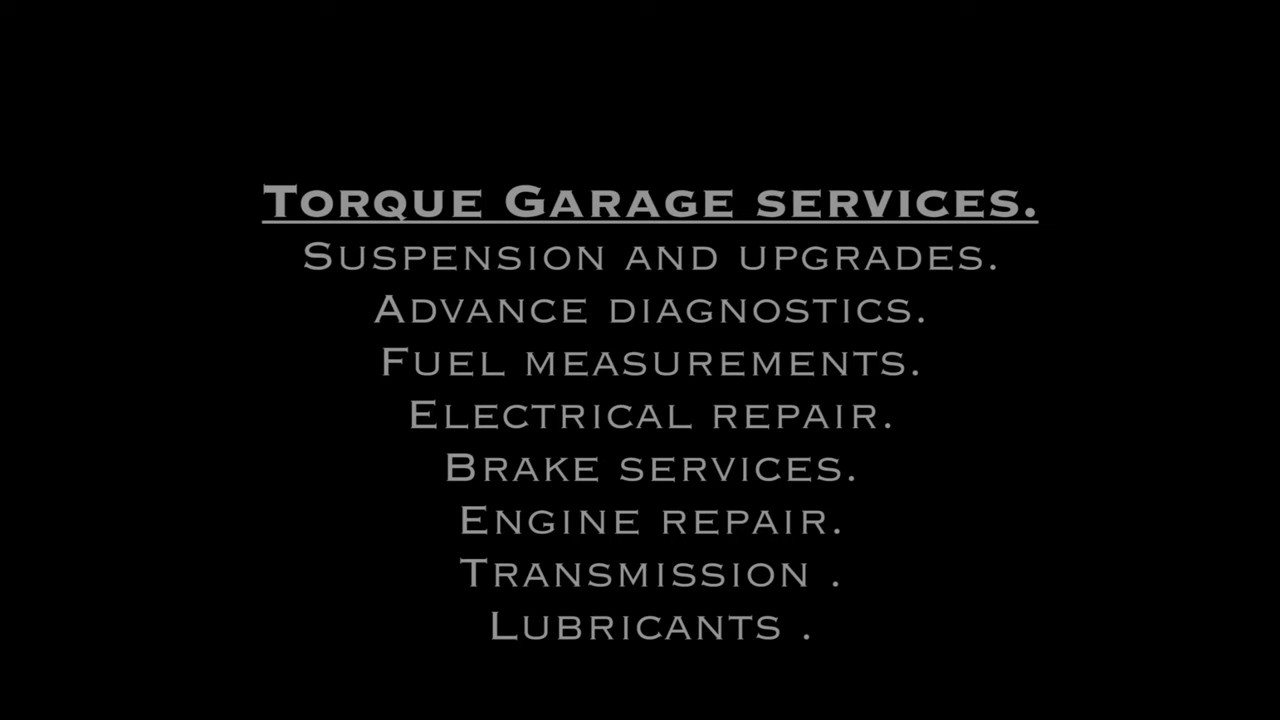 Torque Garage services.
Suspension and upgrades.
Advance diagnostics.
Fuel measurements.
Electrical repair.
Brake services.
Engine repair.
Transmission .
Lubricants .